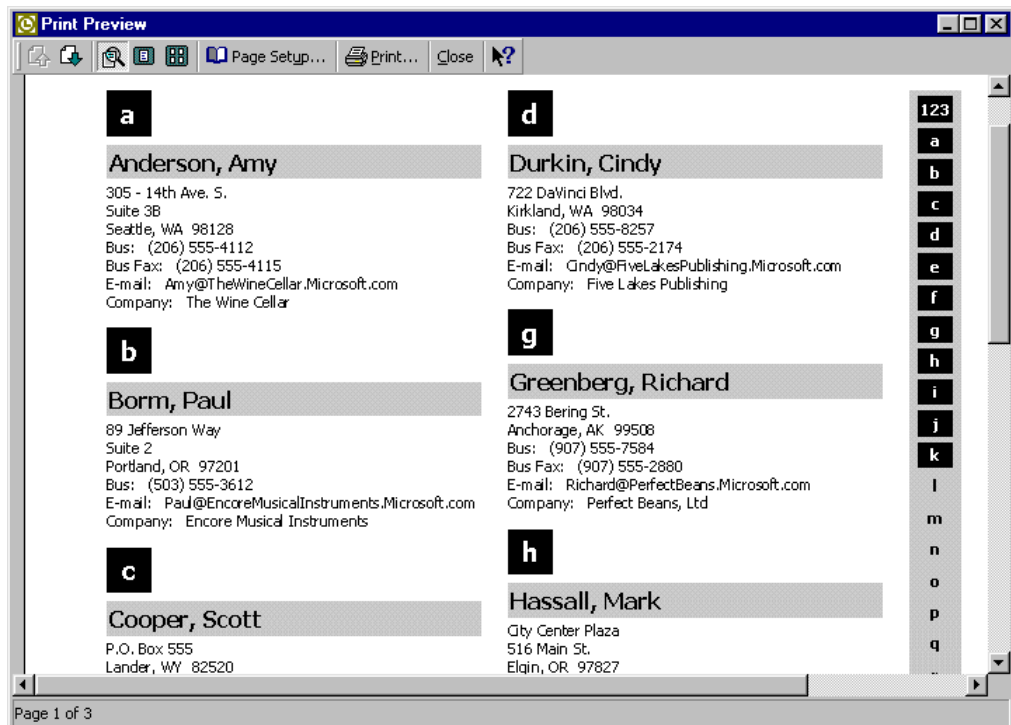 Print Preview
Page Setup... Print... Close
a
Anderson, Amy
305 - 14th Ave. S.
Suite 3B
Seattle, WA 98128
Bus: (206) 555-4112
Bus Fax: (206) 555-4115
E-mail: Amy@TheWineCellar.Microsoft.com
Company: The Wine Cellar
b
Borm, Paul
89 Jefferson Way
Suite 2
Portland, OR 97201
Bus: (503) 555-3612
E-mail: Paul@EncoreMusicalInstruments.Microsoft.com
Company: Encore Musical Instruments
c
Cooper, Scott
P.O. Box 555
Lander, WY 82520
d
Durkin, Cindy
722 DaVinci Blvd.
Kirkland, WA 98034
Bus: (206) 555-8257
Bus Fax: (206) 555-2174
E-mail: Cindy@FiveLakesPublishing.Microsoft.com
Company: Five Lakes Publishing
g
Greenberg, Richard
2743 Bering St.
Anchorage, AK 99508
Bus: (907) 555-7584
Bus Fax: (907) 555-2880
E-mail: Richard@PerfectBeans.Microsoft.com
Company: Perfect Beans, Ltd
h
Hassall, Mark
City Center Plaza
516 Main St.
Elgin, OR 97827
123
a
b
c
d
e
f
g
h
i
j
k
l
m
n
o
p
q
Page 1 of 3